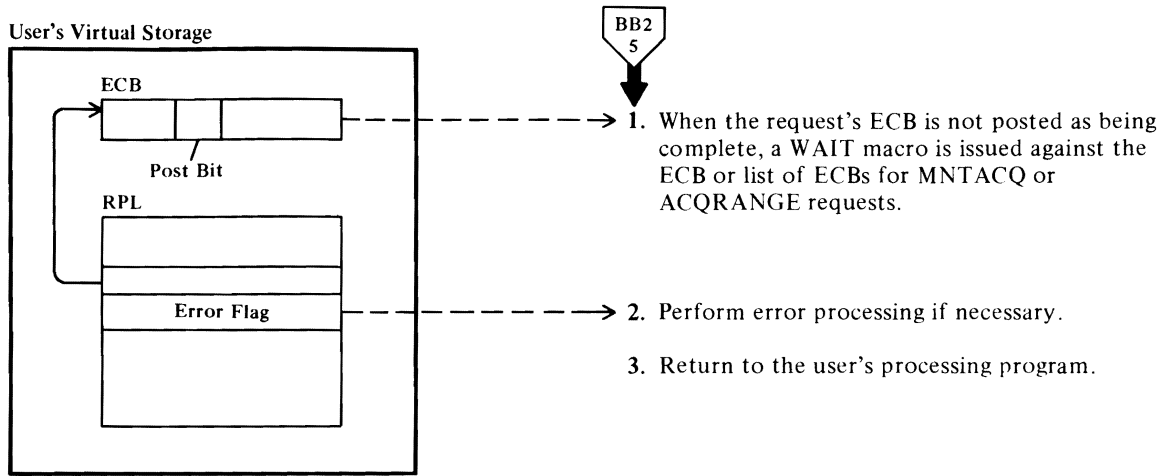 User's Virtual Storage
ECB
Post Bit
RPL
Error Flag
BB2
5
1. When the request's ECB is not posted as being
complete, a WAIT macro is issued against the
ECB or list of ECBs for MNTACQ or
ACQRANGE requests.
2. Perform error processing if necessary.
3. Return to the user's processing program.